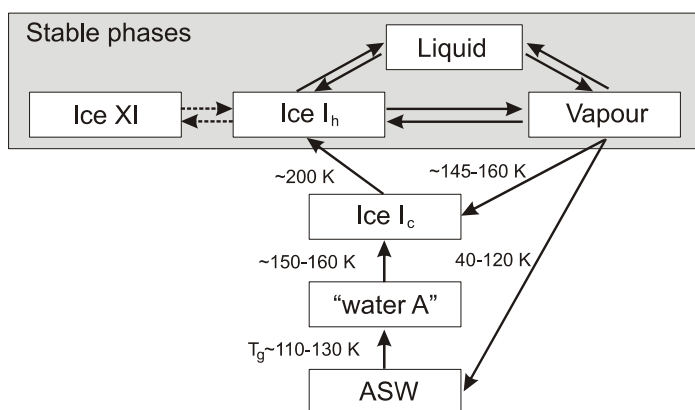 Stable phases
Liquid
Ice XI
Ice Ih
Vapour
~200 K
~145-160 K
Ice Ic
~150-160 K
40-120 K
“water A”
Tg~110-130 K
ASW